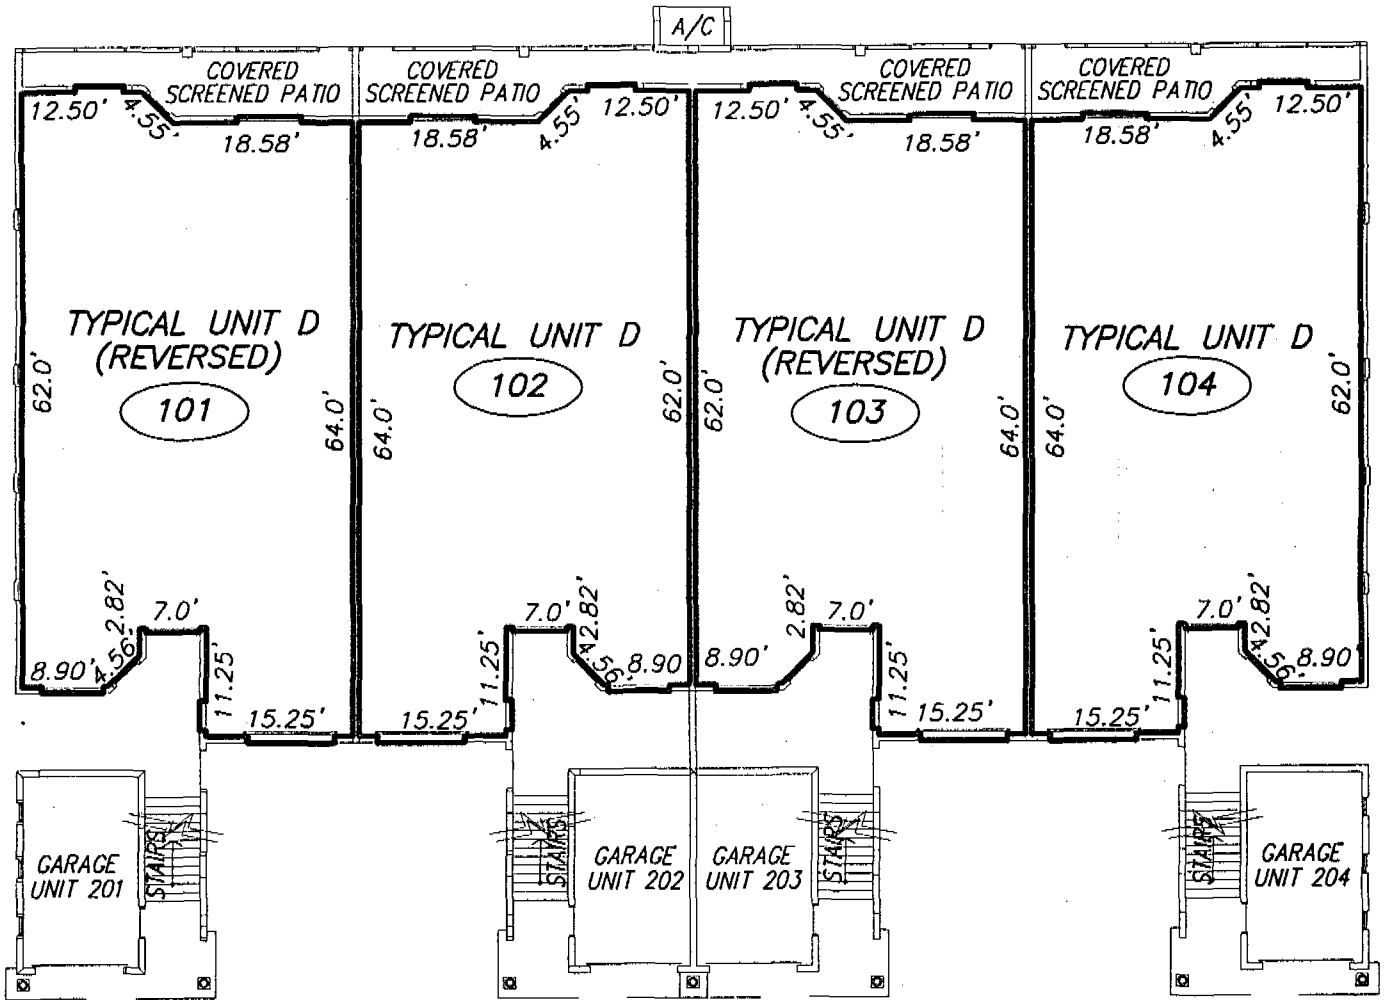 A/C
COVERED
SCREENED PATIO
COVERED
SCREENED PATIO
COVERED
SCREENED PATIO
COVERED
SCREENED PATIO
12.50'
4.55'
18.58'
18.58'
4.55'
12.50'
12.50'
4.55'
18.58'
18.58'
4.55'
12.50'
TYPICAL UNIT D
(REVERSED)
101
TYPICAL UNIT D
102
TYPICAL UNIT D
(REVERSED)
103
TYPICAL UNIT D
104
62.0'
64.0'
64.0'
62.0'
62.0'
64.0'
64.0'
62.0'
8.90'
4.56'
2.82'
7.0'
11.25'
15.25'
15.25'
11.25'
7.0'
2.82'
4.56'
8.90
8.90'
2.82'
7.0'
11.25'
15.25'
15.25'
11.25'
7.0'
2.82'
4.56'
8.90'
GARAGE
UNIT 201
STAIRS
STAIRS
GARAGE
UNIT 202
GARAGE
UNIT 203
STAIRS
STAIRS
GARAGE
UNIT 204